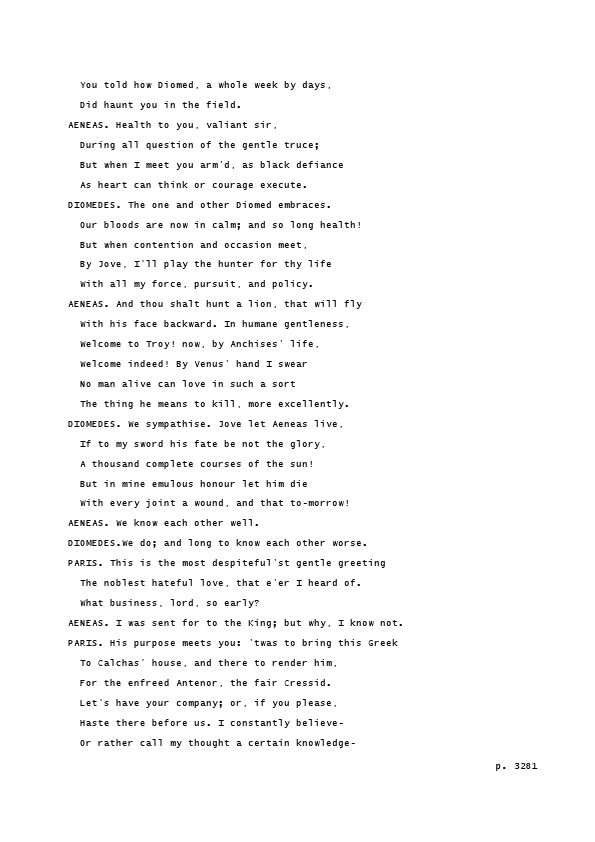 You told how Diomed, a whole week by days,
Did haunt you in the field.
AENEAS. Health to you, valiant sir,
During all question of the gentle truce;
But when I meet you arm'd, as black defiance
As heart can think or courage execute.
DIOMEDES. The one and other Diomed embraces.
Our bloods are now in calm; and so long health!
But when contention and occasion meet,
By Jove, I'll play the hunter for thy life
With all my force, pursuit, and policy.
AENEAS. And thou shalt hunt a lion, that will fly
With his face backward. In humane gentleness,
Welcome to Troy! now, by Anchises' life,
Welcome indeed! By Venus' hand I swear
No man alive can love in such a sort
The thing he means to kill, more excellently.
DIOMEDES. We sympathise. Jove let Aeneas live,
If to my sword his fate be not the glory,
A thousand complete courses of the sun!
But in mine emulous honour let him die
With every joint a wound, and that to-morrow!
AENEAS. We know each other well.
DIOMEDES.We do; and long to know each other worse.
PARIS. This is the most despiteful'st gentle greeting
The noblest hateful love, that e'er I heard of.
What business, lord, so early?
AENEAS. I was sent for to the King; but why, I know not.
PARIS. His purpose meets you: 'twas to bring this Greek
To Calchas' house, and there to render him,
For the enfreed Antenor, the fair Cressid.
Let's have your company; or, if you please,
Haste there before us. I constantly believe-
Or rather call my thought a certain knowledge-
p. 3281